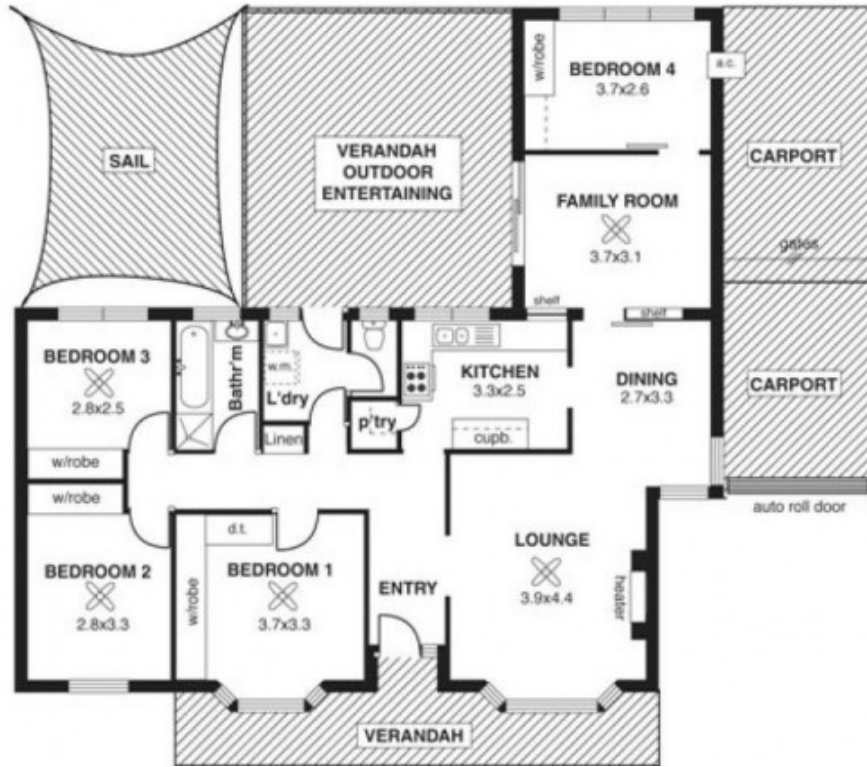 w/robe
BEDROOM 4
3.7x2.6
a.c.
SAIL
VERANDAH
OUTDOOR
ENTERTAINING
CARPORT
FAMILY ROOM
3.7x3.1
gates
shelf
shelf
BEDROOM 3
2.8x2.5
Bathr'm
w.m.
L'dry
KITCHEN
3.3x2.5
DINING
2.7x3.3
CARPORT
p'try
Linen
cupb.
w/robe
w/robe
auto roll door
d.t.
LOUNGE
3.9x4.4
BEDROOM 2
2.8x3.3
w/robe
BEDROOM 1
3.7x3.3
ENTRY
heater
VERANDAH